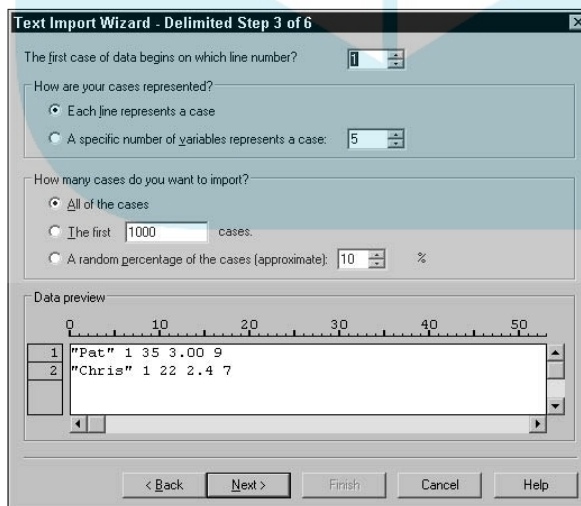 Text Import Wizard - Delimited Step 3 of 6
The first case of data begins on which line number? 1
How are your cases represented?
Each line represents a case
A specific number of variables represents a case: 5
How many cases do you want to import?
All of the cases
The first 1000 cases.
A random percentage of the cases (approximate): 10 %
Data preview
0 10 20 30 40 50
1 "Pat" 1 35 3.00 9
2 "Chris" 1 22 2.4 7
< Back Next > Finish Cancel Help